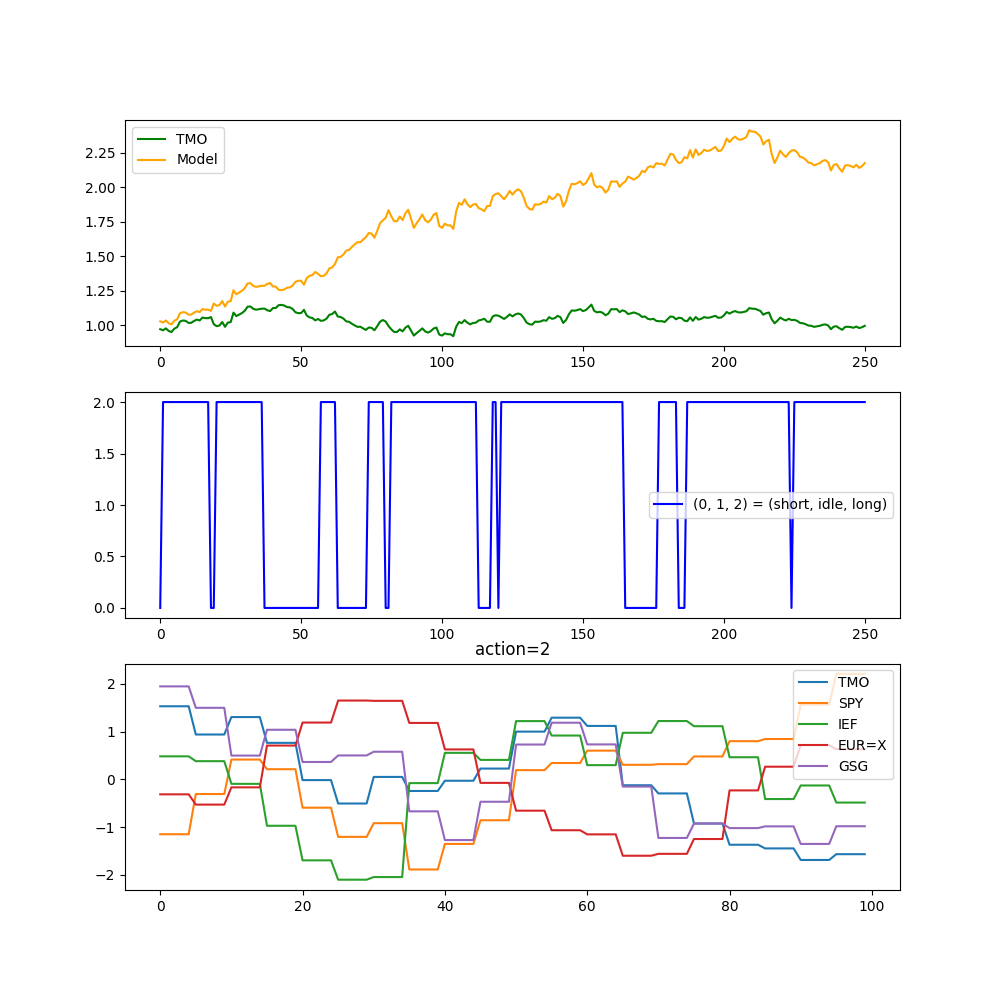 TMO
Model
2.25
2.00
1.75
1.50
1.25
1.00
0 50 100 150 200 250
2.0
1.5
1.0
0.5
0.0
(0, 1, 2) = (short, idle, long)
0 50 100 150 200 250
action=2
2
1
0
−1
−2
TMO
SPY
IEF
EUR=X
GSG
0 20 40 60 80 100